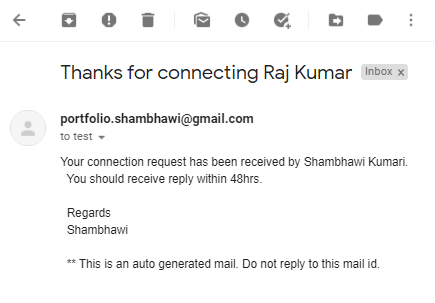 Thanks for connecting Raj Kumar Inbox x
portfolio.shambhawi@gmail.com
to test
Your connection request has been received by Shambhawi Kumari.
You should receive reply within 48hrs.
Regards
Shambhawi
** This is an auto generated mail. Do not reply to this mail id.